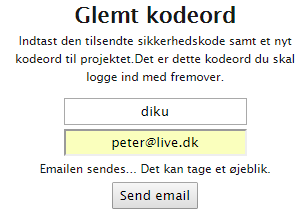 Glemt kodeord
Indtast den tilsendte sikkerhedskode samt et nyt
kodeord til projektet.Det er dette kodeord du skal
logge ind med fremover.
diku
peter@live.dk
Emailen sendes... Det kan tage et øjeblik.
Send email